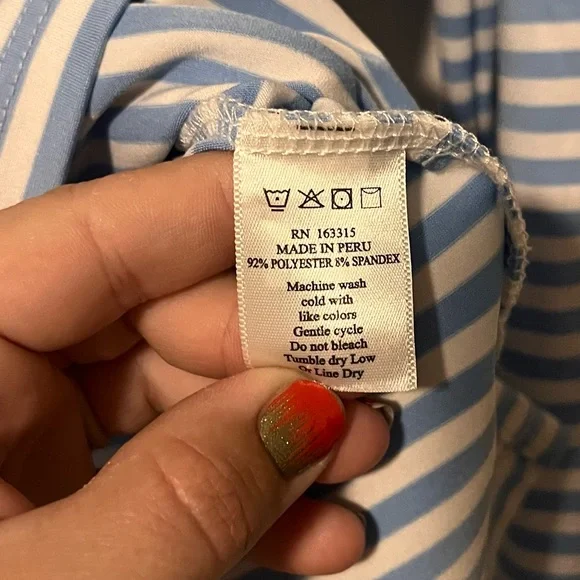 RN 163315
MADE IN PERU
92% POLYESTER 8% SPANDEX
Machine wash
cold with
like colors
Gentle cycle
Do not bleach
Tumble dry Low
Line Dry